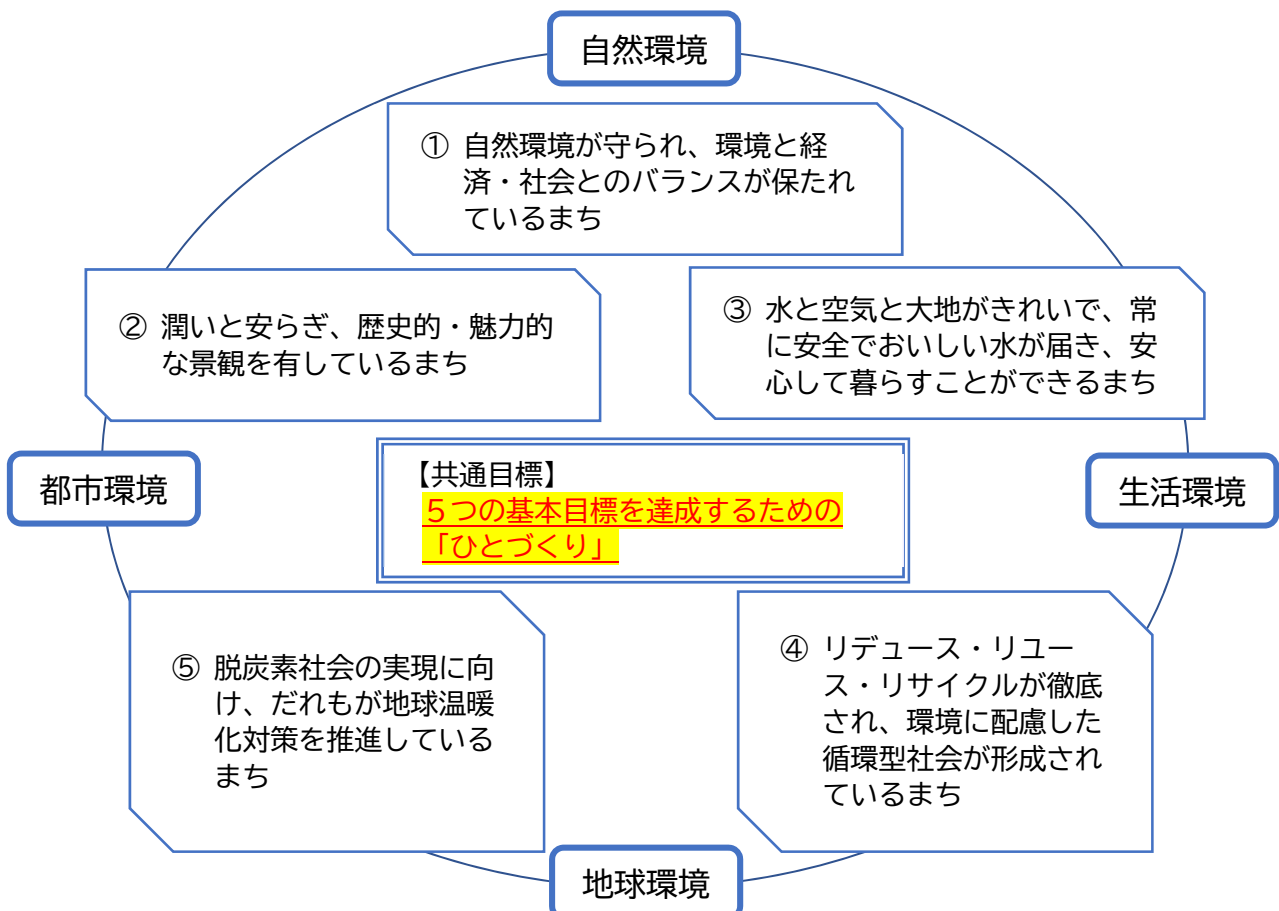 自然環境
① 自然環境が守られ、環境と経
済・社会とのバランスが保たれ
ているまち
② 潤いと安らぎ、歴史的・魅力的
な景観を有しているまち
③ 水と空気と大地がきれいで、常
に安全でおいしい水が届き、安
心して暮らすことができるまち
都市環境
【共通目標】
５つの基本目標を達成するための
「ひとづくり」
生活環境
⑤ 脱炭素社会の実現に向
け、だれもが地球温暖
化対策を推進している
まち
④ リデュース・リユー
ス・リサイクルが徹底
され、環境に配慮した
循環型社会が形成され
ているまち
地球環境